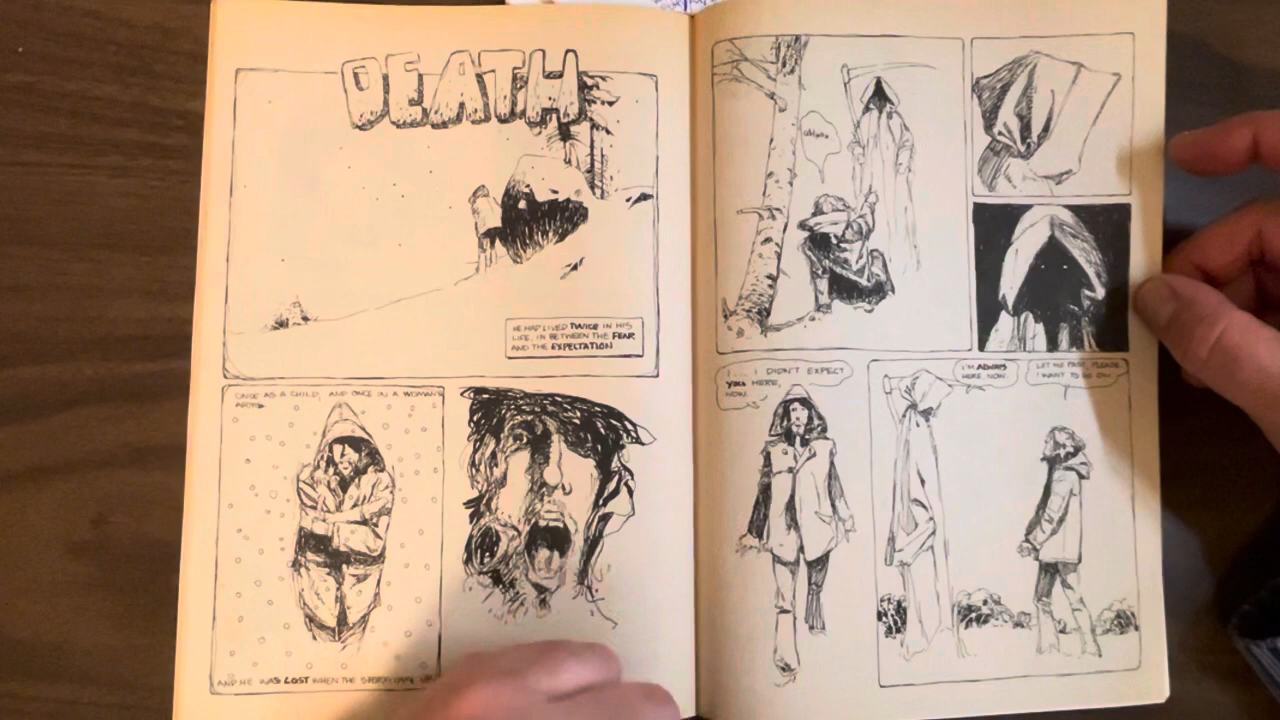 DEATH
HE HAD LIVED TWICE IN HIS
LIFE, IN BETWEEN THE FEAR
AND THE EXPECTATION
ONCE AS A CHILD, AND ONCE IN A WOMAN'S
AND HE WAS LOST WHEN THE
I... I DIDN'T EXPECT
YOU HERE,
NOW.
I'M ALWAYS
HERE NOW.
LET ME PAST, PLEASE.
I WANT TO GO ON.